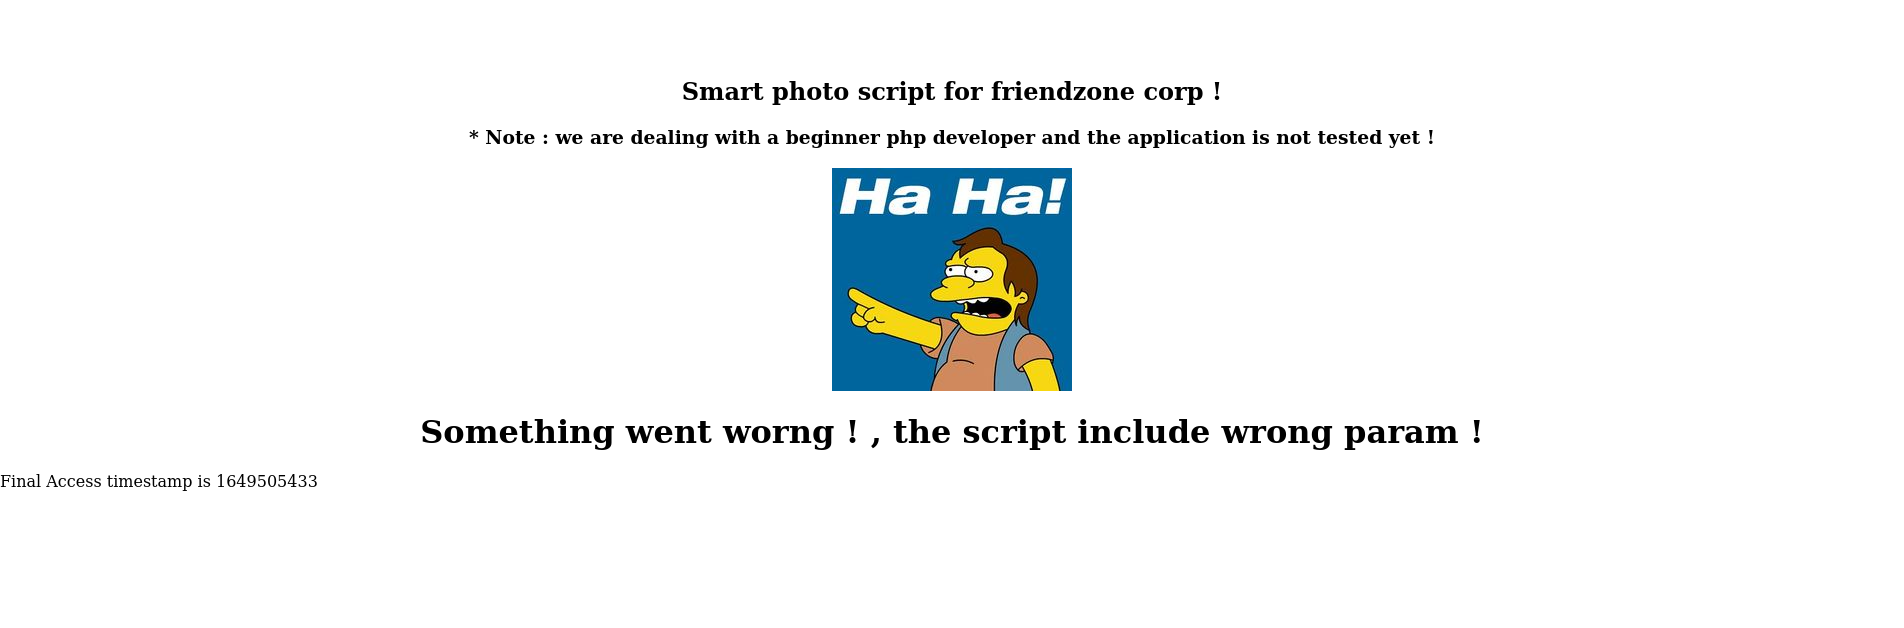 Smart photo script for friendzone corp !
* Note : we are dealing with a beginner php developer and the application is not tested yet !
Ha Ha!
Something went worng ! , the script include wrong param !
Final Access timestamp is 1649505433